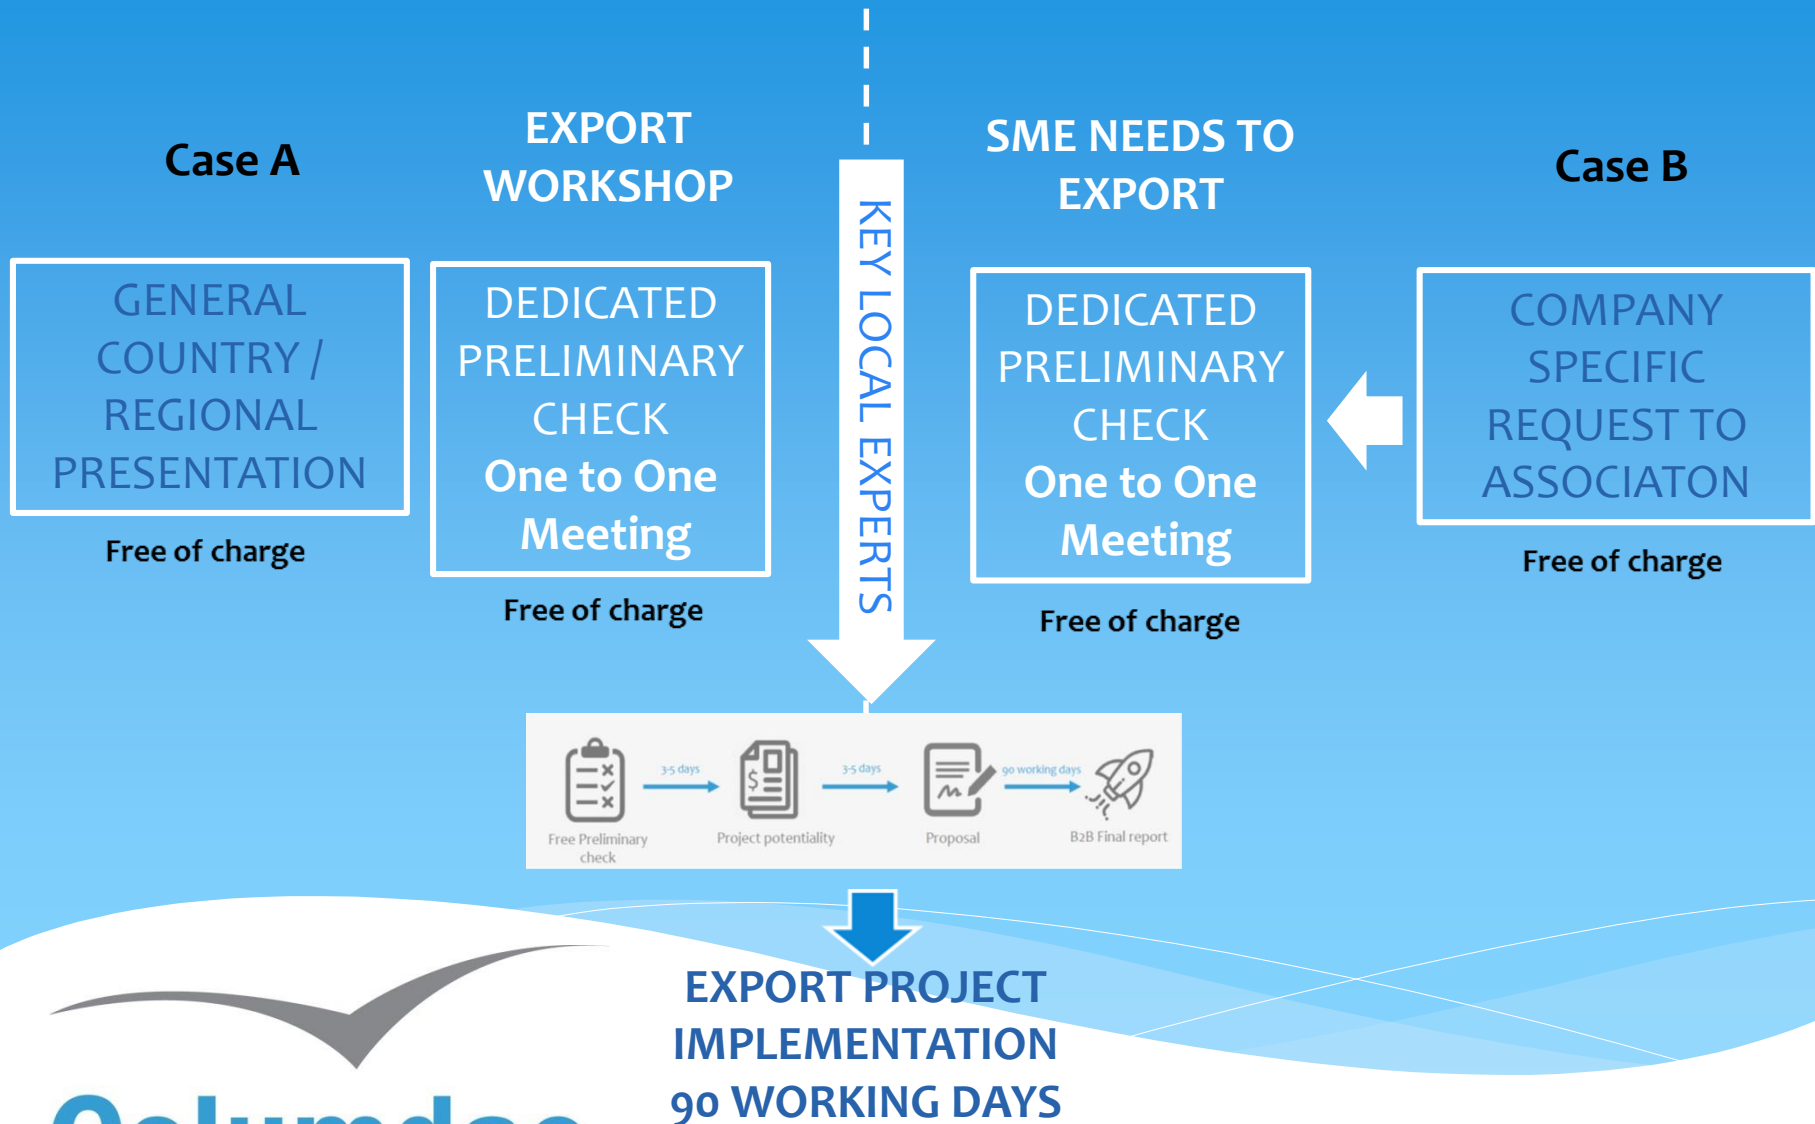 Case A
EXPORT
WORKSHOP
SME NEEDS TO
EXPORT
Case B
GENERAL
COUNTRY /
REGIONAL
PRESENTATION
Free of charge
DEDICATED
PRELIMINARY
CHECK
One to One
Meeting
Free of charge
KEY LOCAL EXPERTS
DEDICATED
PRELIMINARY
CHECK
One to One
Meeting
Free of charge
COMPANY
SPECIFIC
REQUEST TO
ASSOCIATON
Free of charge
3-5 days
3-5 days
90 working days
Free Preliminary
check
Project potentiality
Proposal
B2B Final report
EXPORT PROJECT
IMPLEMENTATION
90 WORKING DAYS